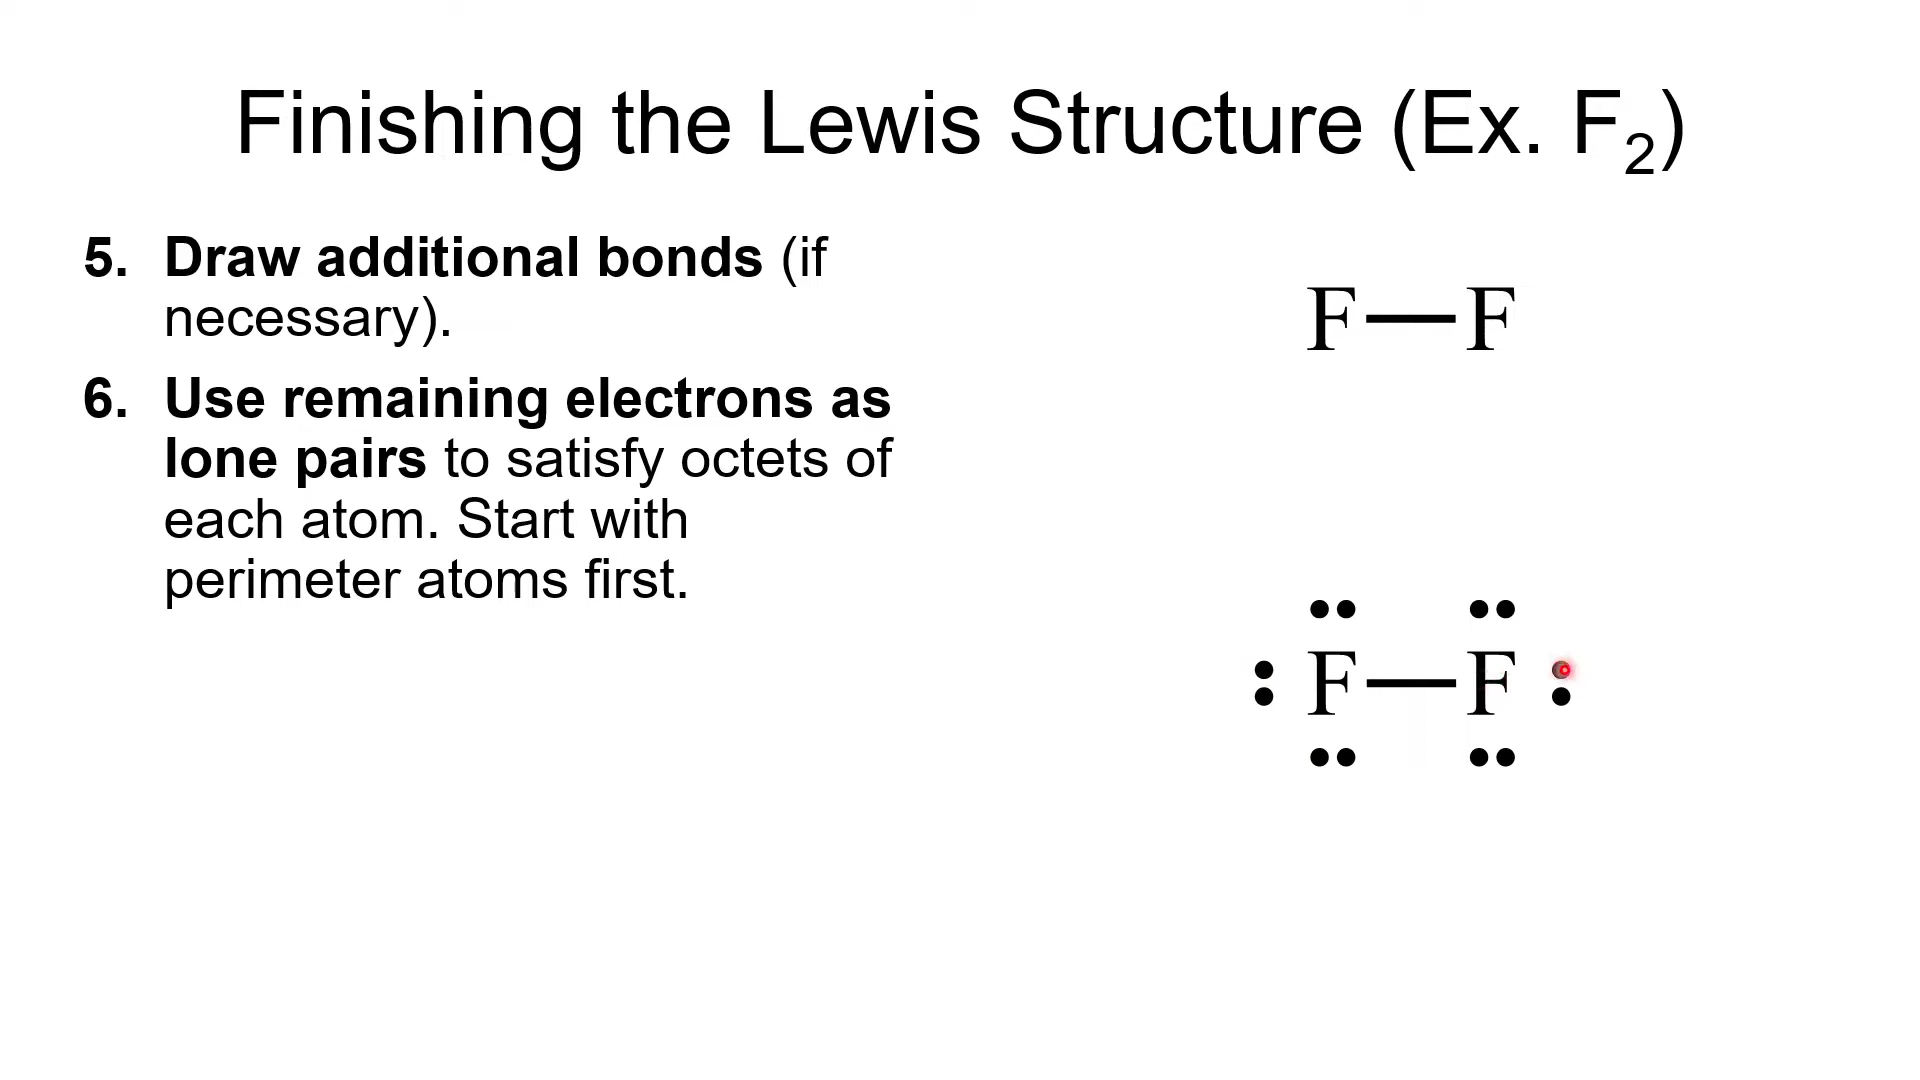 Finishing the Lewis Structure (Ex. F₂)
5. Draw additional bonds (if
necessary).
6. Use remaining electrons as
lone pairs to satisfy octets of
each atom. Start with
perimeter atoms first.
F—F
F—F